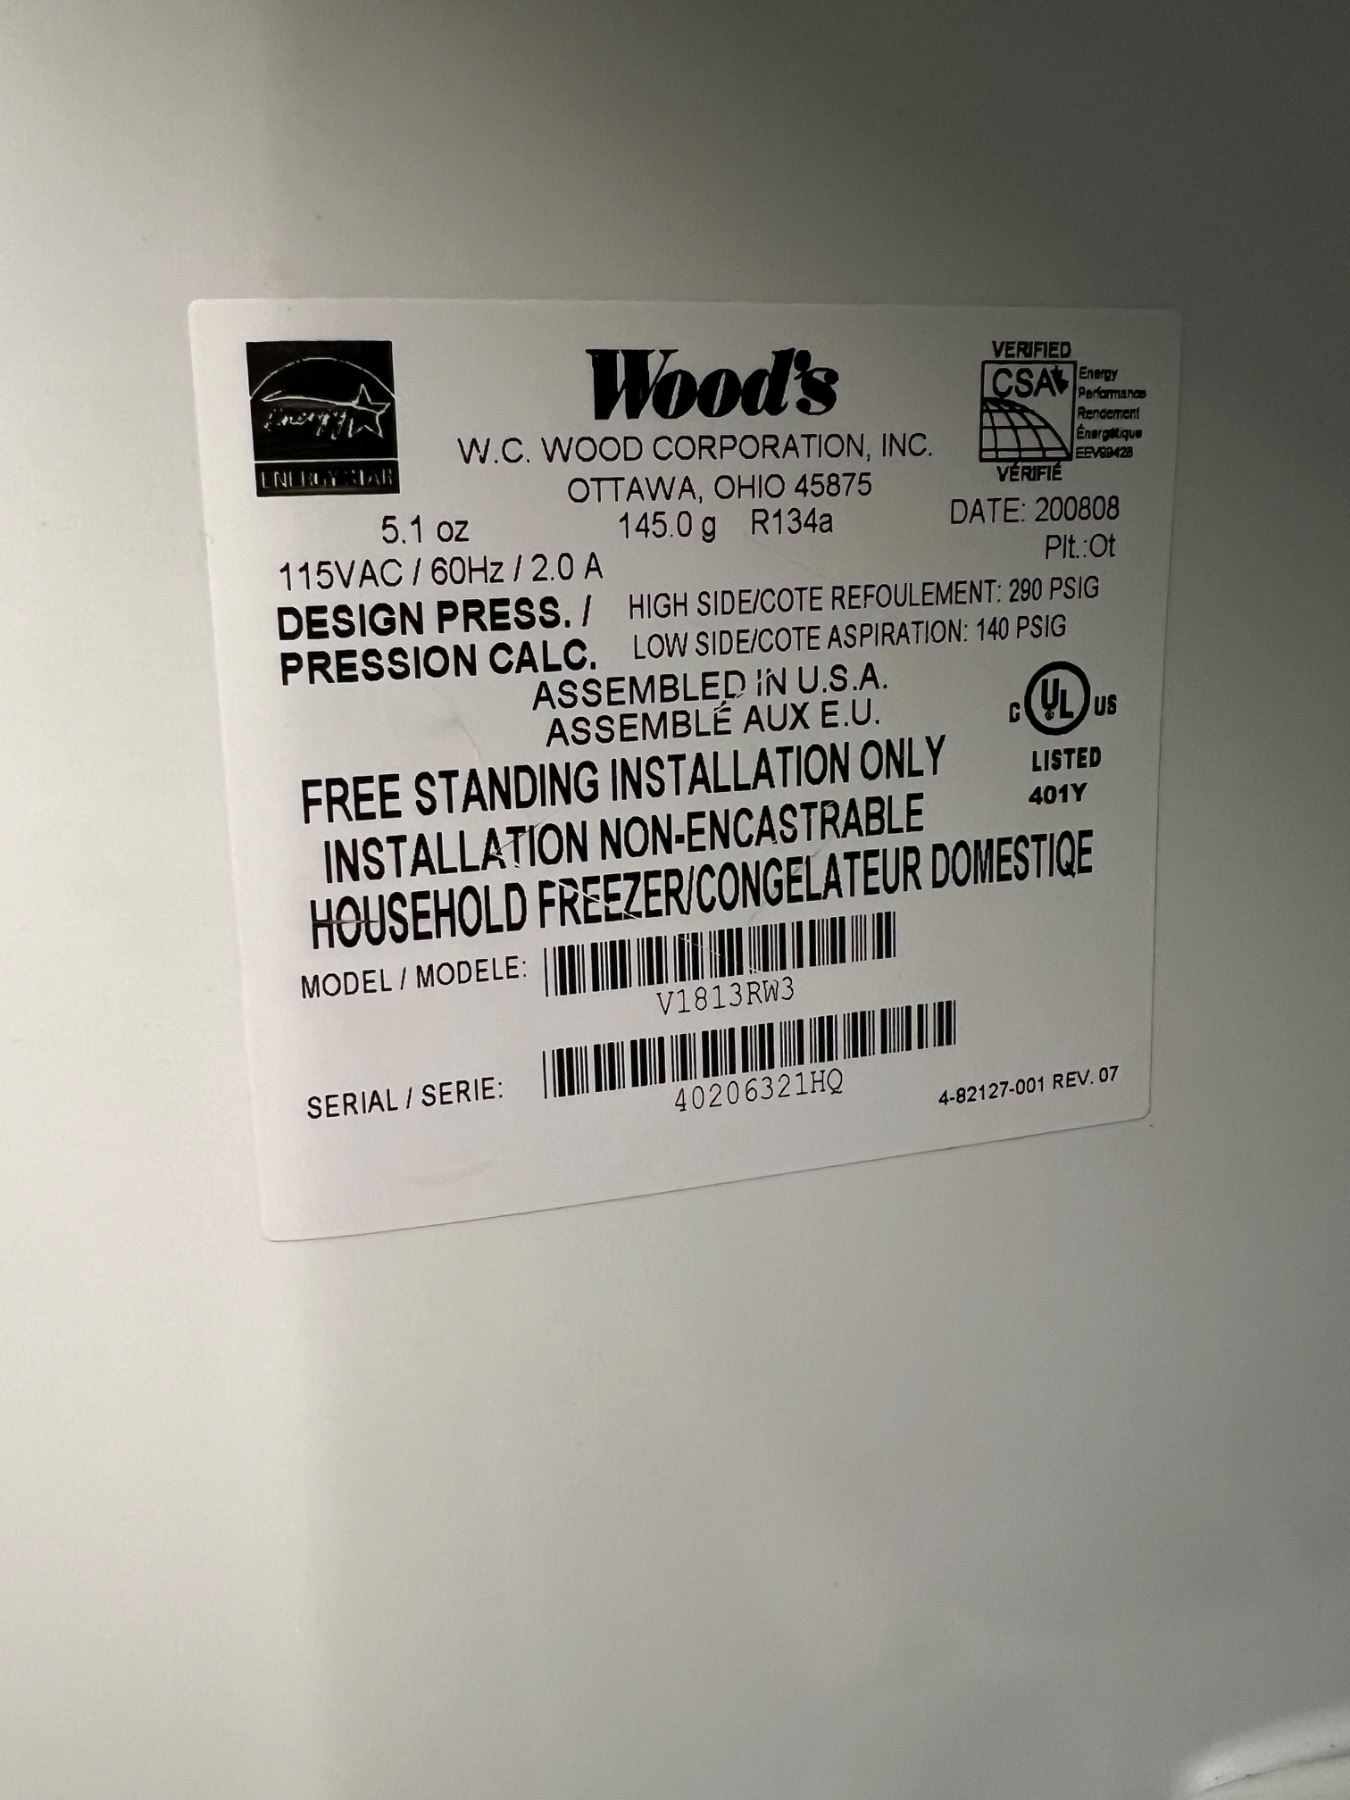 Energy
ENERGY STAR
Wood's
W.C. WOOD CORPORATION, INC.
OTTAWA, OHIO 45875
VERIFIED
CSA
Energy
Performance
Rendement
Énergétique
EEV99428
VÉRIFIÉ
5.1 oz 145.0 g R134a
DATE: 200808
Plt.:Ot
115VAC / 60Hz / 2.0 A
DESIGN PRESS. / HIGH SIDE/COTE REFOULEMENT: 290 PSIG
PRESSION CALC. LOW SIDE/COTE ASPIRATION: 140 PSIG
ASSEMBLED IN U.S.A.
ASSEMBLÉ AUX E.U.
C UL US
LISTED
401Y
FREE STANDING INSTALLATION ONLY
INSTALLATION NON-ENCASTRABLE
HOUSEHOLD FREEZER/CONGELATEUR DOMESTIQE
MODEL / MODELE:
V1813RW3
SERIAL / SERIE:
40206321HQ
4-82127-001 REV. 07